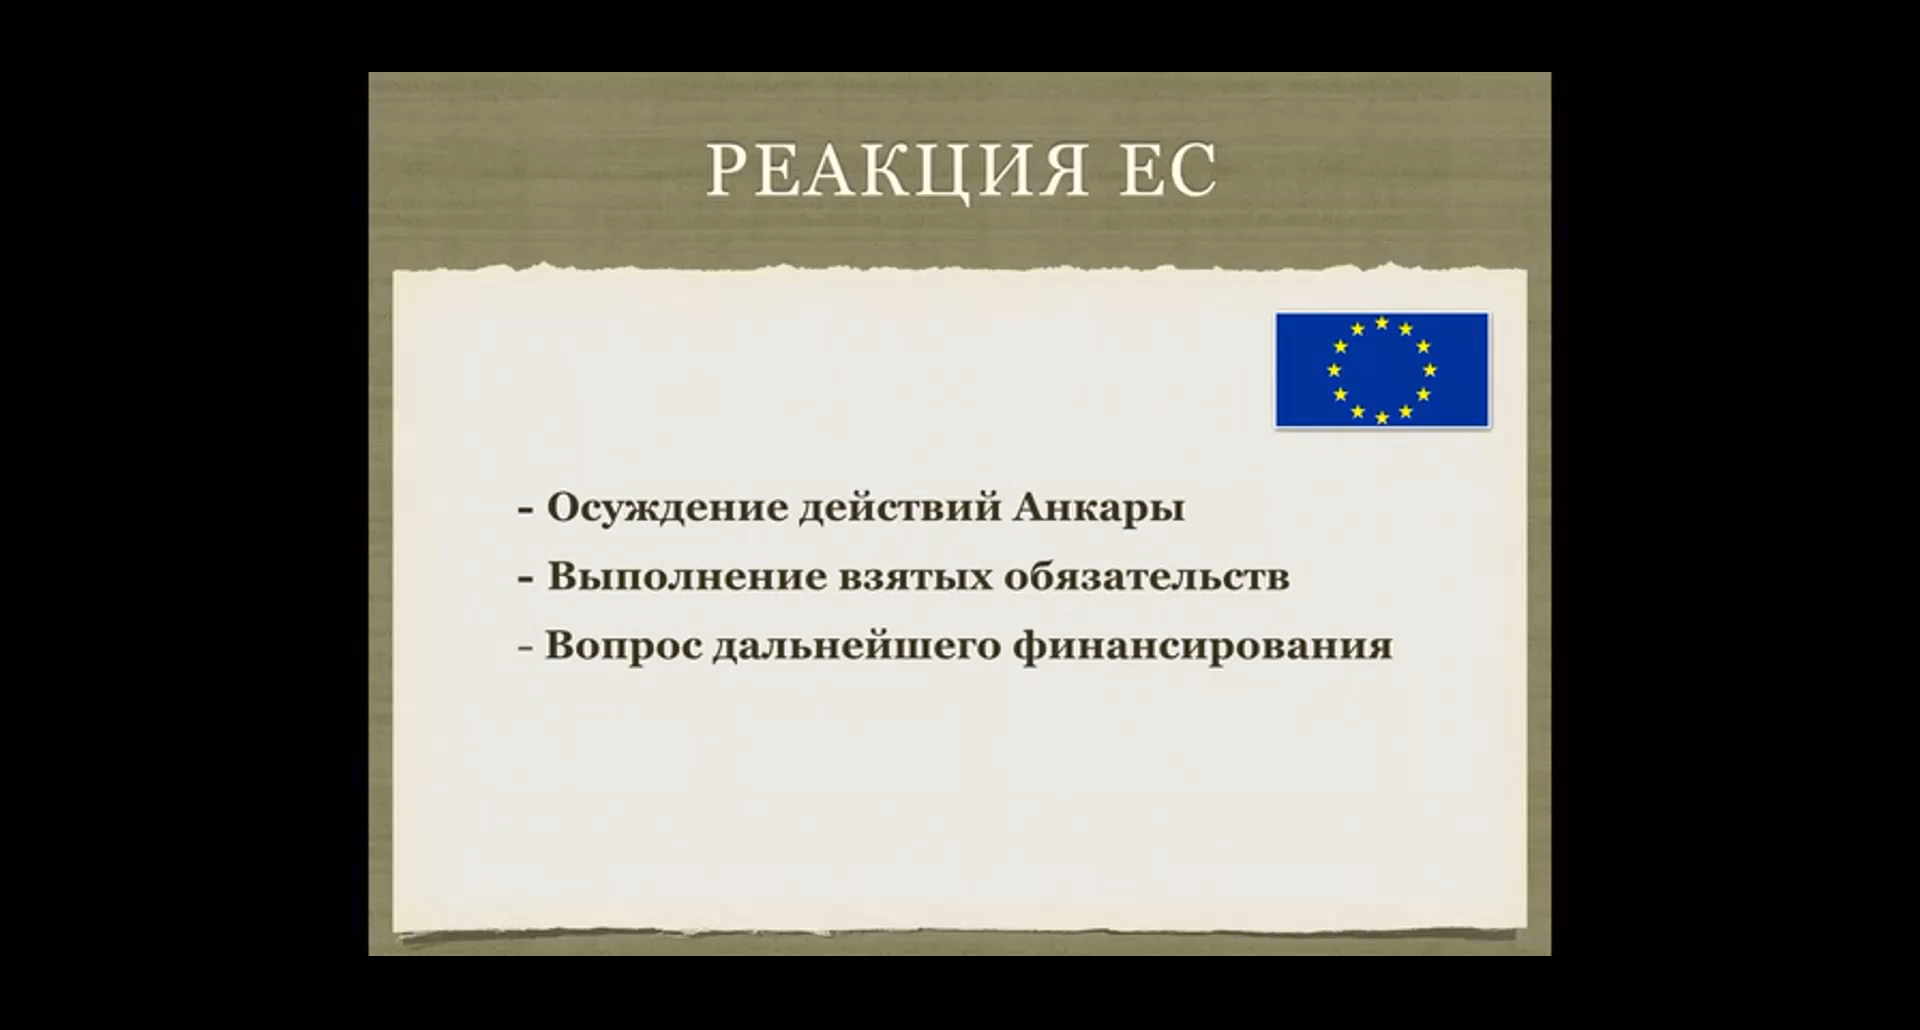 РЕАКЦИЯ ЕС
- Осуждение действий Анкары
- Выполнение взятых обязательств
- Вопрос дальнейшего финансирования